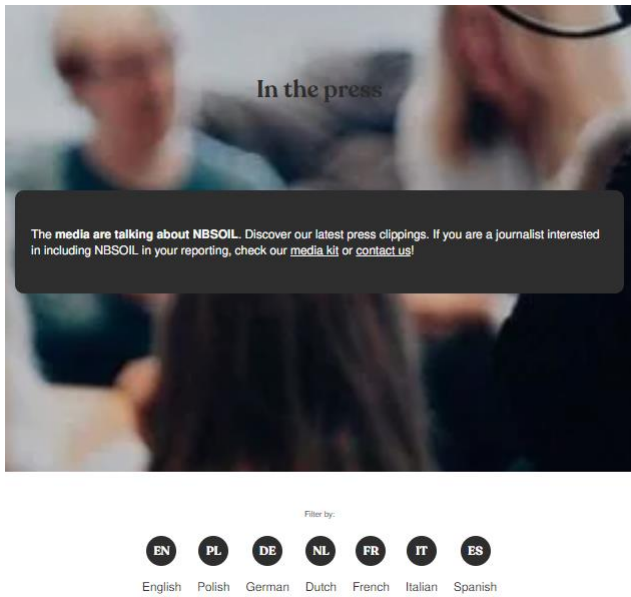 In the press
The media are talking about NBSOIL. Discover our latest press clippings. If you are a journalist interested
in including NBSOIL in your reporting, check our media kit or contact us!
Filter by:
EN PL DE NL FR IT ES
English Polish German Dutch French Italian Spanish